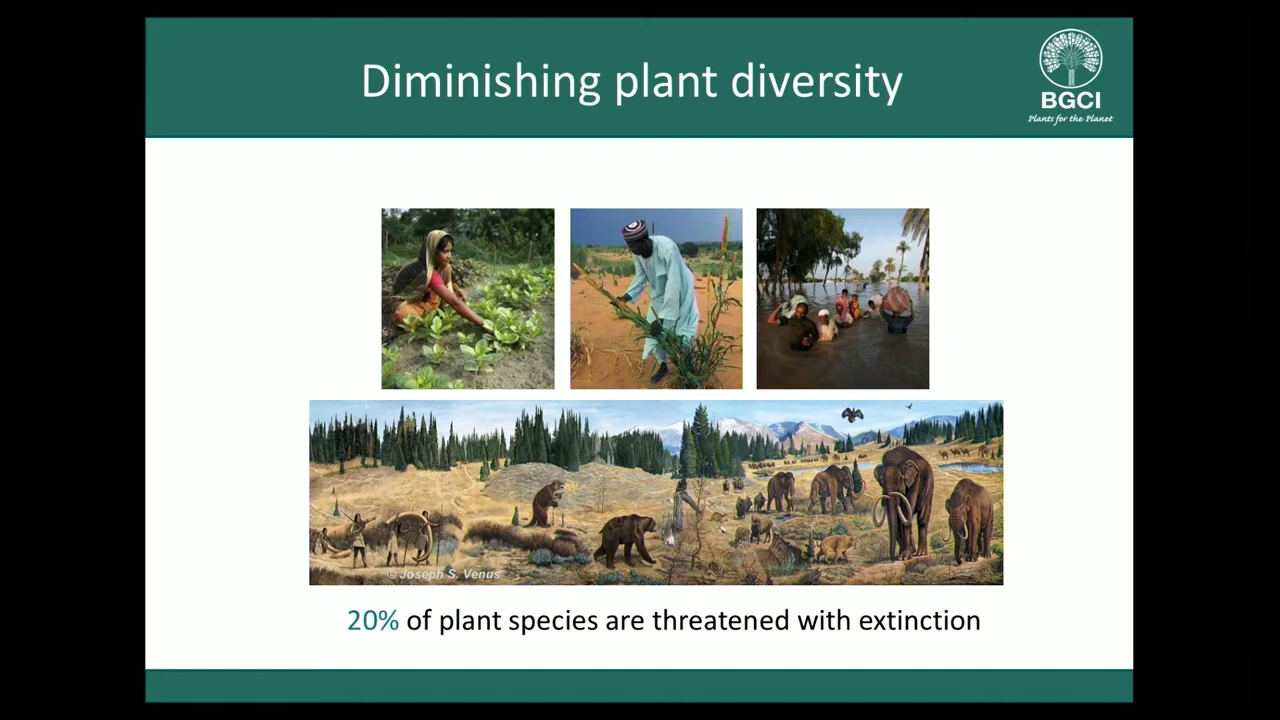 Diminishing plant diversity
BGCI
Plants for the Planet
© Joseph S. Venus
20% of plant species are threatened with extinction